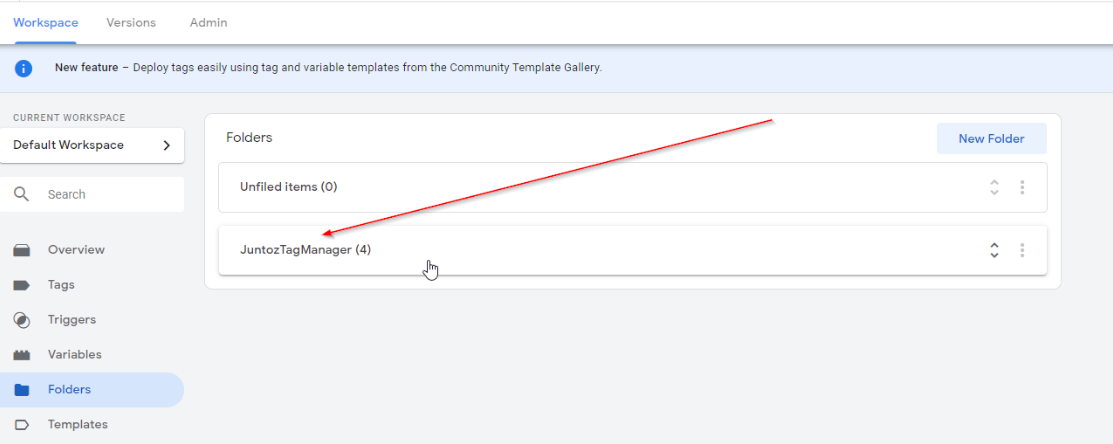 Workspace Versions Admin
New feature – Deploy tags easily using tag and variable templates from the Community Template Gallery.
CURRENT WORKSPACE
Default Workspace
Search
Overview
Tags
Triggers
Variables
Folders
Templates
Folders
New Folder
Unfiled items (0)
JuntozTagManager (4)